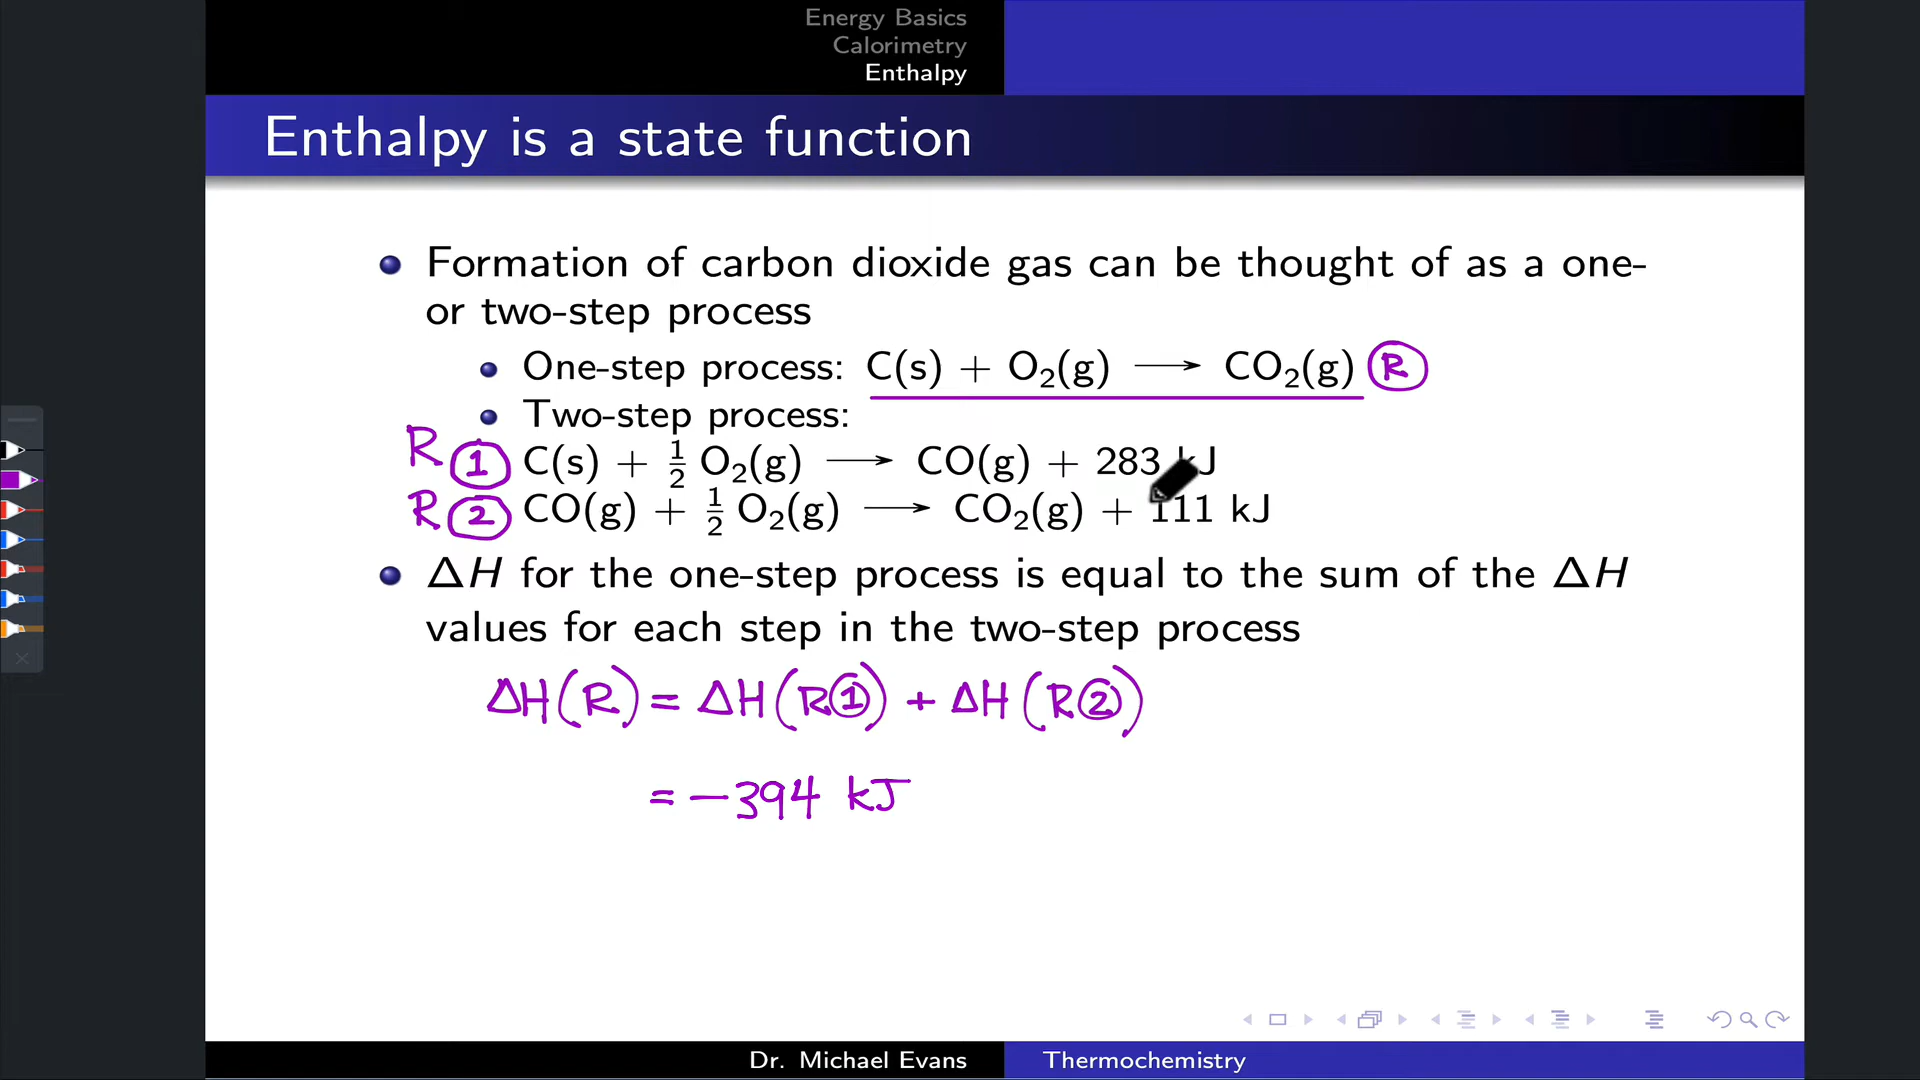 Energy Basics
Calorimetry
Enthalpy
Enthalpy is a state function
Formation of carbon dioxide gas can be thought of as a one-
or two-step process
One-step process: C(s) + O₂(g) ⟶ CO₂(g) R
Two-step process:
R 1 C(s) + ½ O₂(g) ⟶ CO(g) + 283 kJ
R 2 CO(g) + ½ O₂(g) ⟶ CO₂(g) + 111 kJ
ΔH for the one-step process is equal to the sum of the ΔH
values for each step in the two-step process
ΔH(R) = ΔH(R①) + ΔH(R②)
= −394 kJ
Dr. Michael Evans Thermochemistry